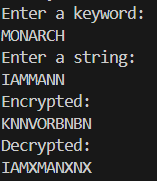 Enter a keyword:
MONARCH
Enter a string:
IAMMANN
Encrypted:
KNNVORBNBN
Decrypted:
IAMXMANXNX